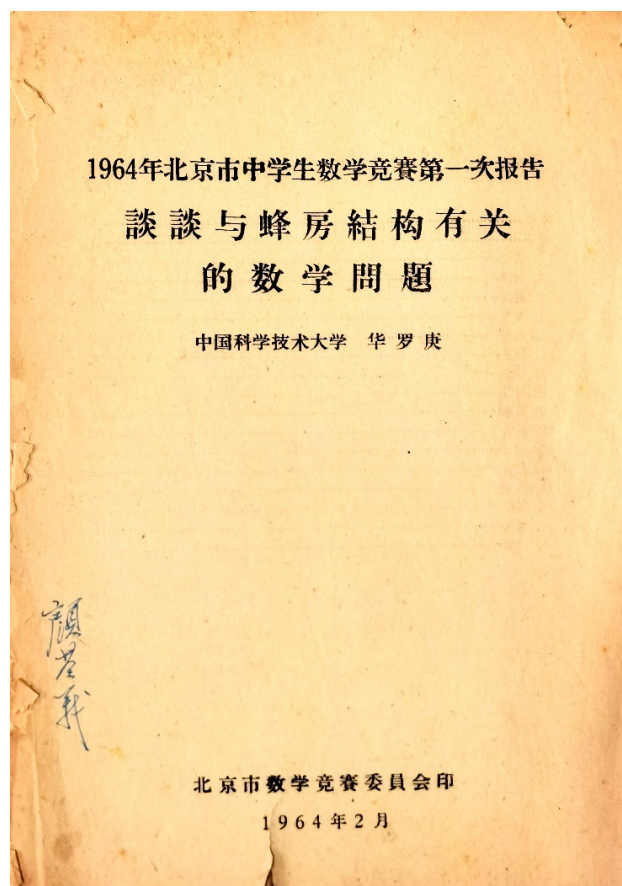 1964年北京市中学生数学竞赛第一次报告
談談与蜂房結构有关
的数学問題
中国科学技术大学 华罗庚
顏基義
北京市数学竞赛委員会印
1964年2月